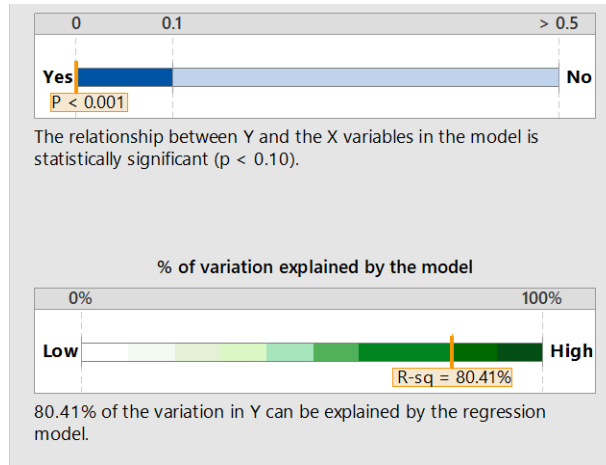 0 0.1 > 0.5
Yes No
P < 0.001
The relationship between Y and the X variables in the model is
statistically significant (p < 0.10).
% of variation explained by the model
0% 100%
Low High
R-sq = 80.41%
80.41% of the variation in Y can be explained by the regression
model.